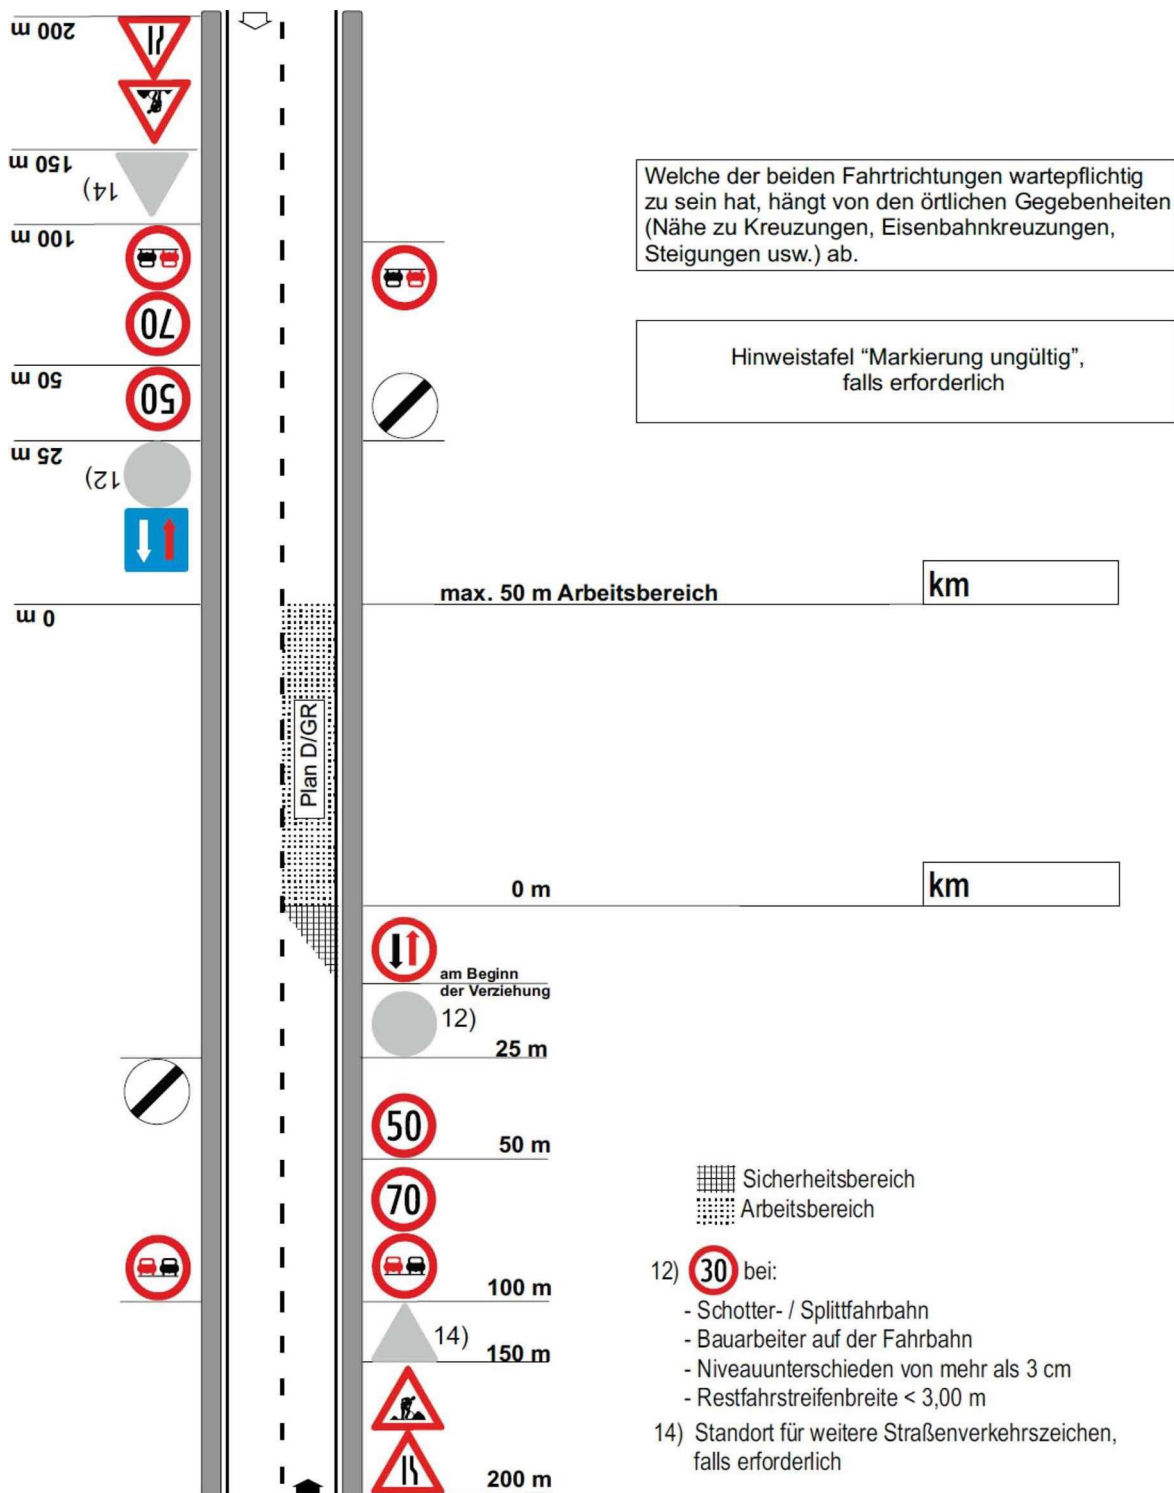 200 m
150 m
14)
100 m
70
50 m
50
25 m
12)
0 m
Welche der beiden Fahrtrichtungen wartepflichtig
zu sein hat, hängt von den örtlichen Gegebenheiten
(Nähe zu Kreuzungen, Eisenbahnkreuzungen,
Steigungen usw.) ab.
Hinweistafel “Markierung ungültig”,
falls erforderlich
max. 50 m Arbeitsbereich
km
Plan D/GR
0 m
km
am Beginn
der Verziehung
12)
25 m
50
50 m
70
100 m
14)
150 m
200 m
Sicherheitsbereich
Arbeitsbereich
12) 30 bei:
- Schotter- / Splittfahrbahn
- Bauarbeiter auf der Fahrbahn
- Niveauunterschieden von mehr als 3 cm
- Restfahrstreifenbreite < 3,00 m
14) Standort für weitere Straßenverkehrszeichen,
falls erforderlich